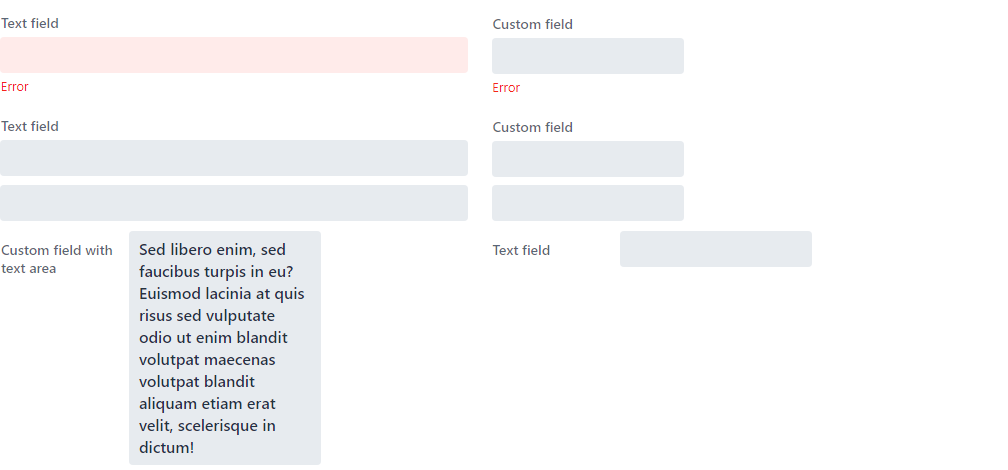 Text field
Custom field
Error
Error
Text field
Custom field
Custom field with
text area
Sed libero enim, sed
faucibus turpis in eu?
Euismod lacinia at quis
risus sed vulputate
odio ut enim blandit
volutpat maecenas
volutpat blandit
aliquam etiam erat
velit, scelerisque in
dictum!
Text field